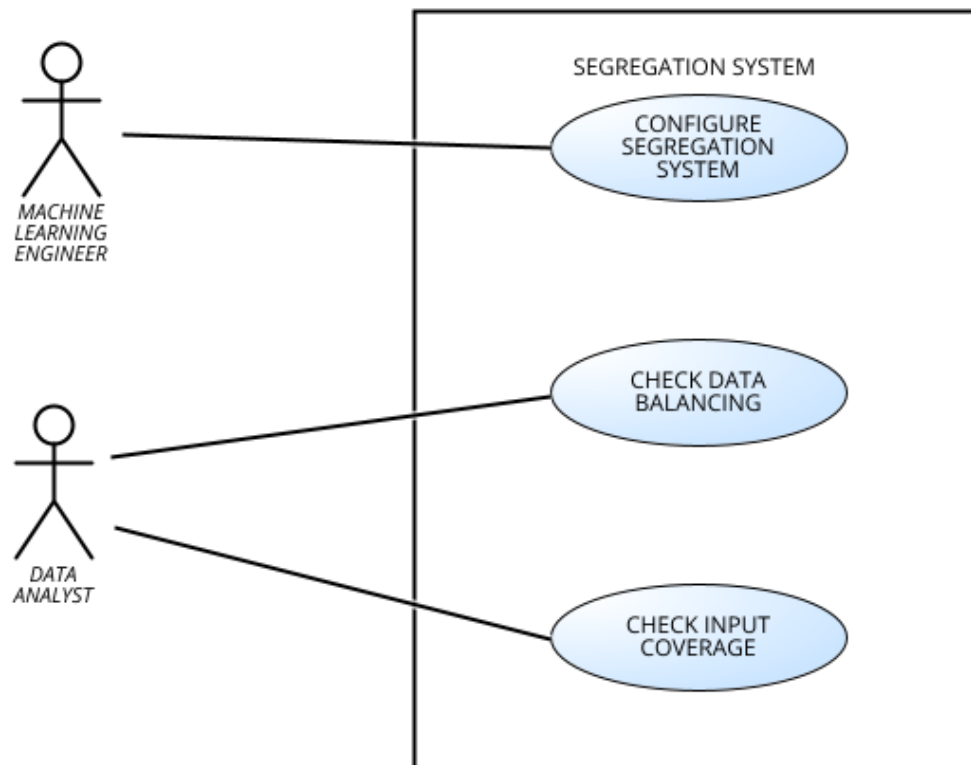 SEGREGATION SYSTEM
CONFIGURE
SEGREGATION
SYSTEM
MACHINE
LEARNING
ENGINEER
CHECK DATA
BALANCING
DATA
ANALYST
CHECK INPUT
COVERAGE